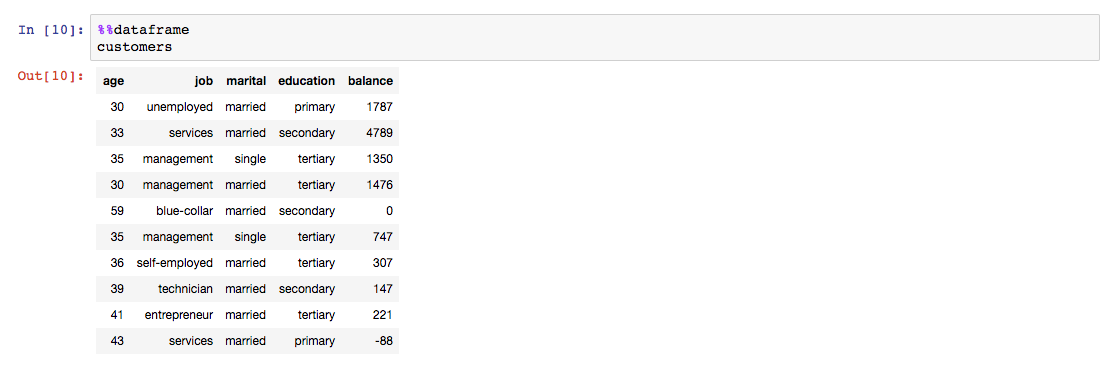 In [10]: %%dataframe
customers
Out[10]:
age job marital education balance
30 unemployed married primary 1787
33 services married secondary 4789
35 management single tertiary 1350
30 management married tertiary 1476
59 blue-collar married secondary 0
35 management single tertiary 747
36 self-employed married tertiary 307
39 technician married secondary 147
41 entrepreneur married tertiary 221
43 services married primary -88